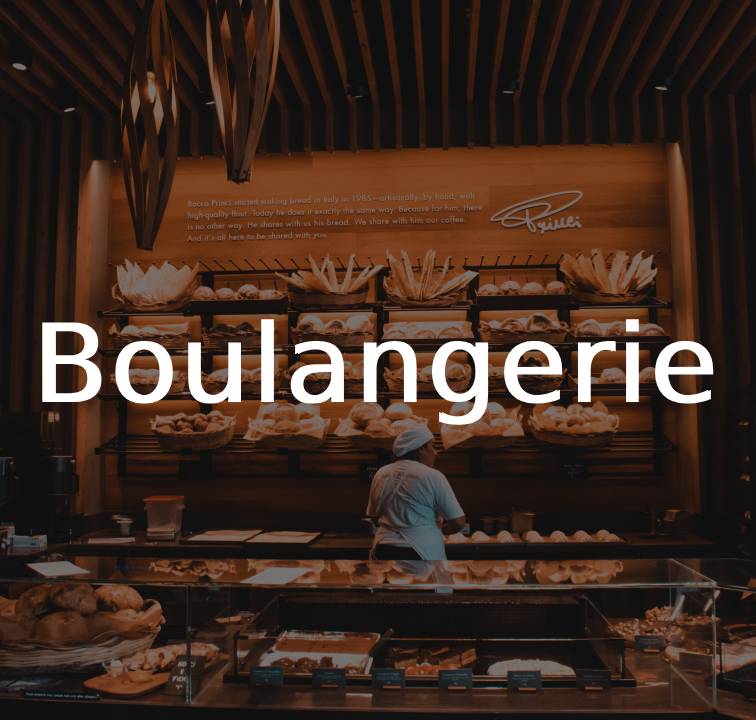 Rocco Princi started making bread in Italy in 1985—artisanally, by hand, with
high-quality flour. Today he does it exactly the same way. Because for him, there
is no other way. He shares with us his bread. We share with him our coffee.
And it's all here to be shared with you.
Princi
Boulangerie